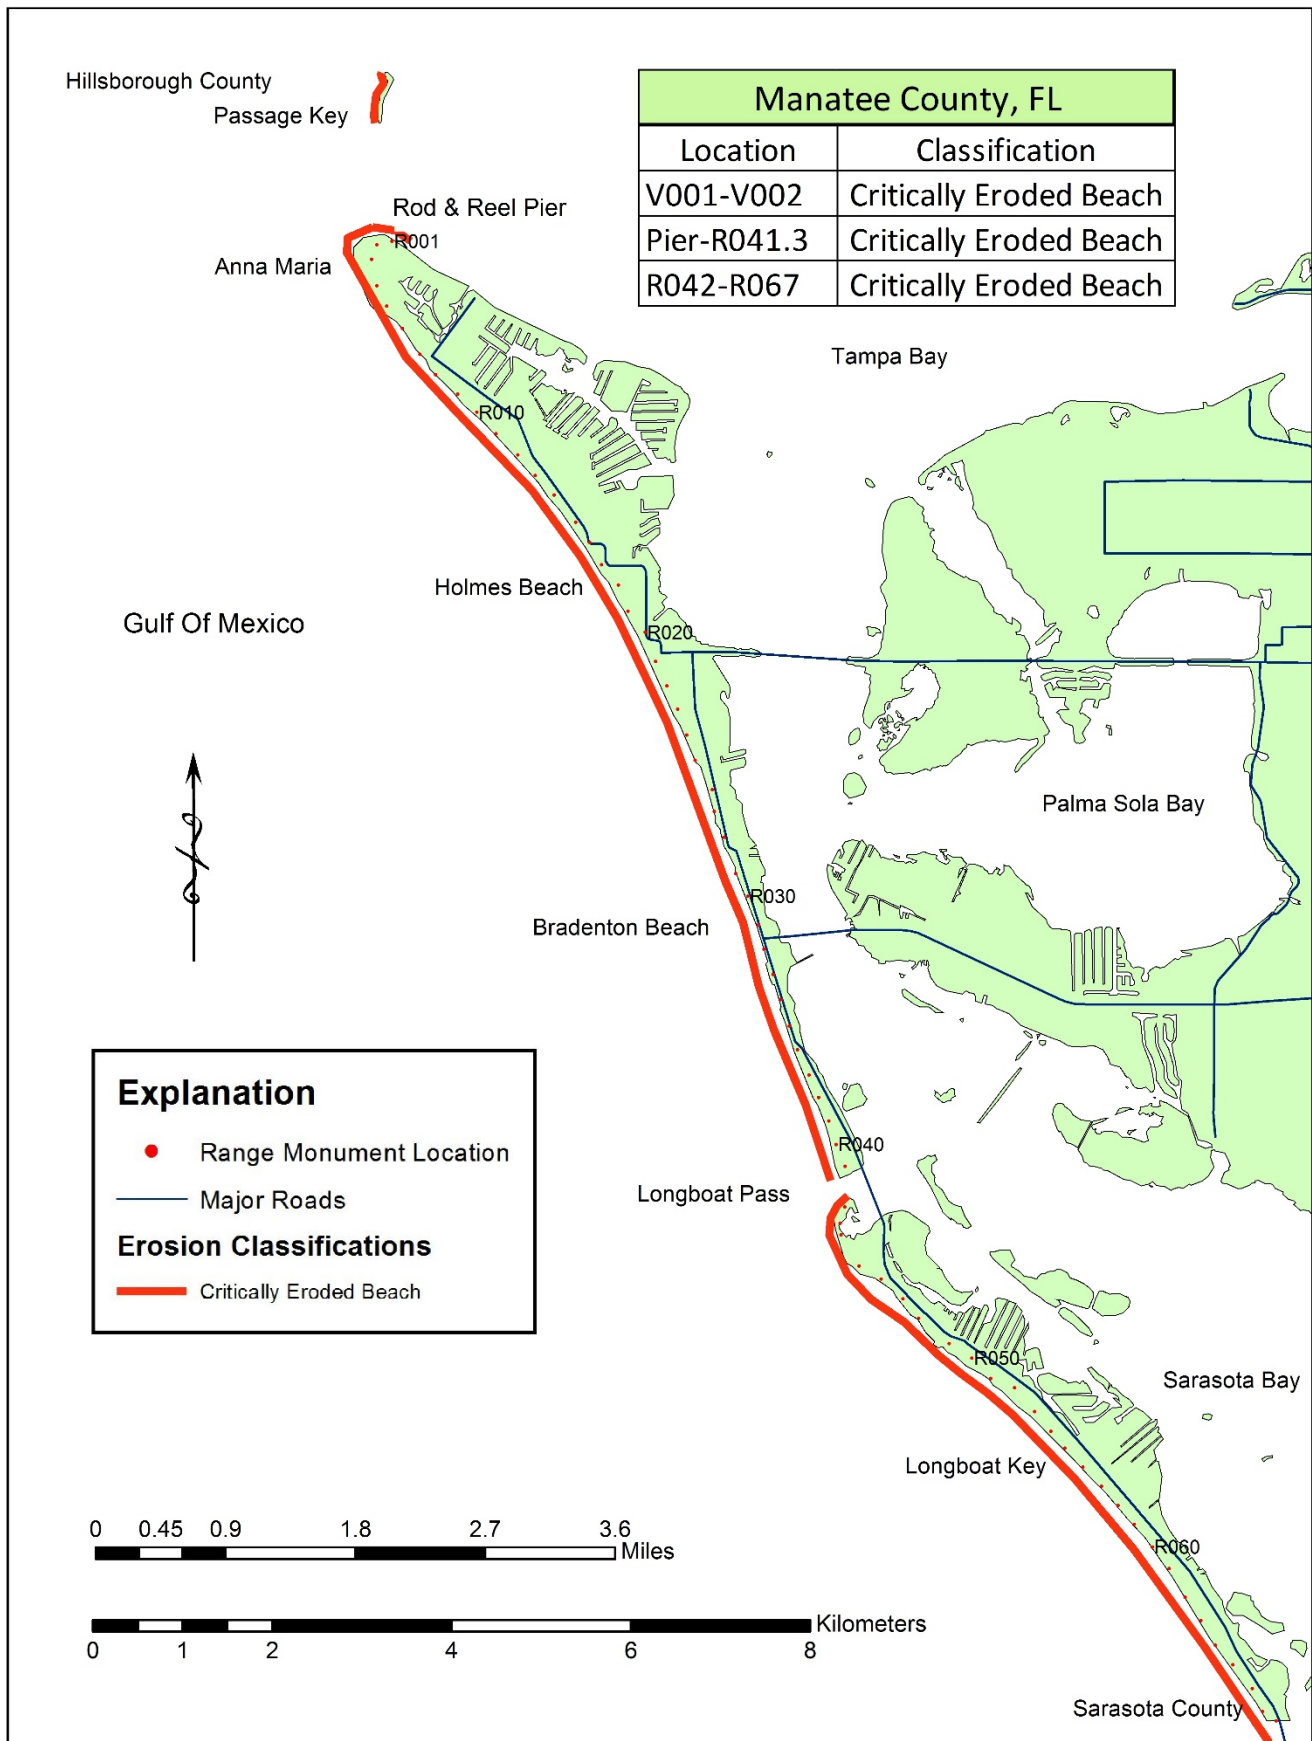 Hillsborough County
Passage Key
Manatee County, FL
Location Classification
V001-V002 Critically Eroded Beach
Pier-R041.3 Critically Eroded Beach
R042-R067 Critically Eroded Beach
Rod & Reel Pier
R001
Anna Maria
Tampa Bay
R010
Holmes Beach
Gulf Of Mexico
R020
Palma Sola Bay
R030
Bradenton Beach
Explanation
Range Monument Location
Major Roads
Erosion Classifications
Critically Eroded Beach
R040
Longboat Pass
R050
Sarasota Bay
Longboat Key
R060
0 0.45 0.9 1.8 2.7 3.6
Miles
Kilometers
0 1 2 4 6 8
Sarasota County